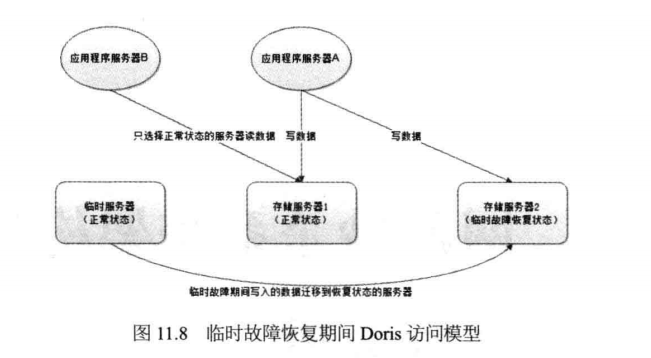 应用程序服务器B
应用程序服务器A
只选择正常状态的服务器读数据
写数据
写数据
临时服务器
(正常状态)
存储服务器1
(正常状态)
存储服务器2
(临时故障恢复状态)
临时故障期间写入的数据迁移到恢复状态的服务器
图 11.8 临时故障恢复期间 Doris 访问模型